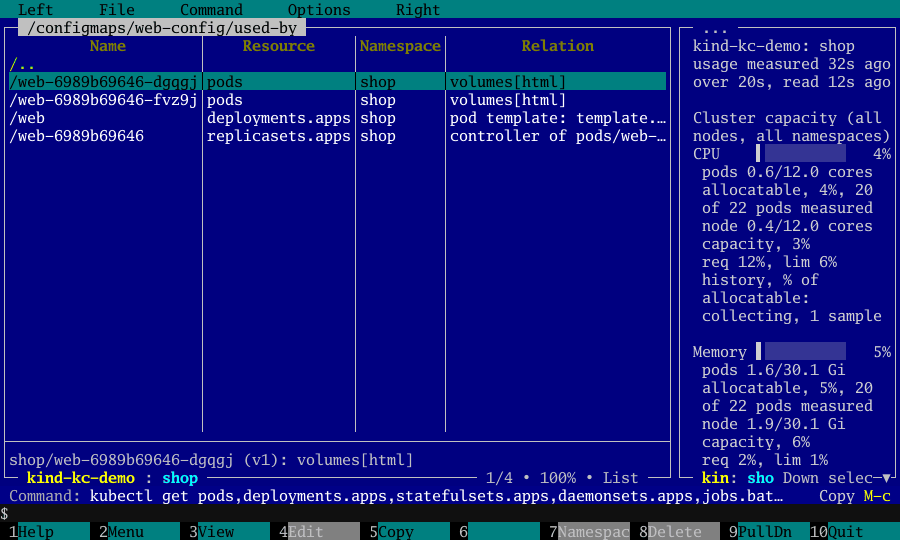 Left File Command Options Right
/configmaps/web-config/used-by
Name Resource Namespace Relation
/..
/web-6989b69646-dgqgj pods shop volumes[html]
/web-6989b69646-fvz9j pods shop volumes[html]
/web deployments.apps shop pod template: template.…
/web-6989b69646 replicasets.apps shop controller of pods/web-…
shop/web-6989b69646-dgqgj (v1): volumes[html]
kind-kc-demo : shop 1/4 • 100% • List
...
kind-kc-demo: shop
usage measured 32s ago
over 20s, read 12s ago
Cluster capacity (all
nodes, all namespaces)
CPU 4%
pods 0.6/12.0 cores
allocatable, 4%, 20
of 22 pods measured
node 0.4/12.0 cores
capacity, 3%
req 12%, lim 6%
history, % of
allocatable:
collecting, 1 sample
Memory 5%
pods 1.6/30.1 Gi
allocatable, 5%, 20
of 22 pods measured
node 1.9/30.1 Gi
capacity, 6%
req 2%, lim 1%
kin: sho Down selec ▼
Command: kubectl get pods,deployments.apps,statefulsets.apps,daemonsets.apps,jobs.bat… Copy M-c
$
1Help 2Menu 3View 4Edit 5Copy 6 7Namespac 8Delete 9PullDn 10Quit